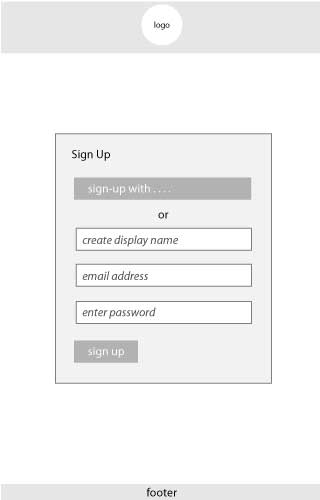 logo
Sign Up
sign-up with . . . .
or
create display name
email address
enter password
sign up
footer